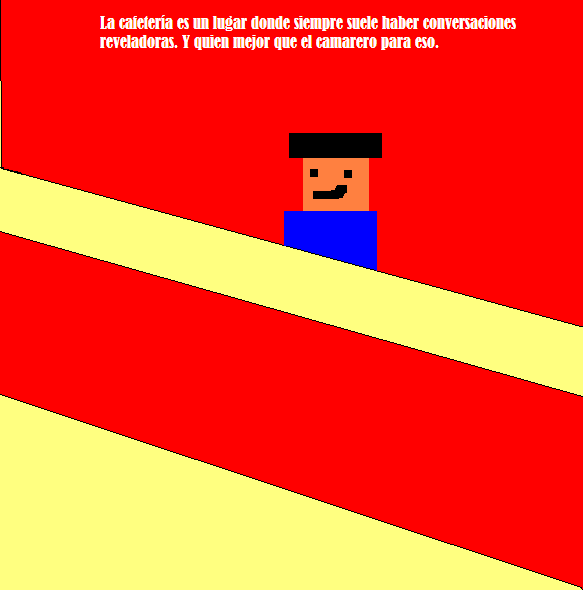 La cafetería es un lugar donde siempre suele haber conversaciones
reveladoras. Y quien mejor que el camarero para eso.